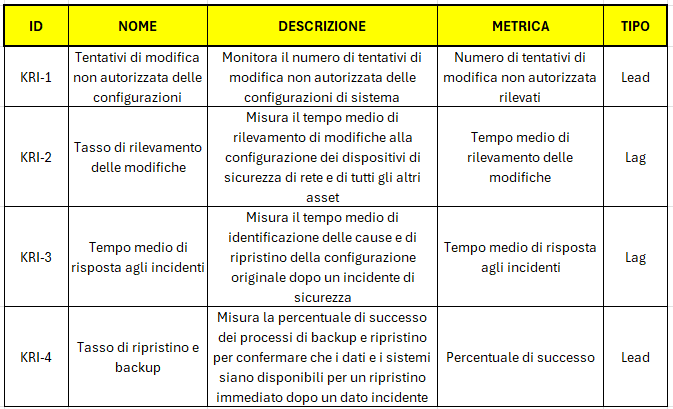 ID NOME DESCRIZIONE METRICA TIPO
KRI-1
Tentativi di modifica
non autorizzata delle
configurazioni
Monitora il numero di tentativi di
modifica non autorizzata delle
configurazioni di sistema
Numero di tentativi di
modifica non autorizzata
rilevati
Lead
KRI-2
Tasso di rilevamento
delle modifiche
Misura il tempo medio di
rilevamento di modifiche alla
configurazione dei dispositivi di
sicurezza di rete e di tutti gli altri
asset
Tempo medio di
rilevamento delle
modifiche
Lag
KRI-3
Tempo medio di
risposta agli incidenti
Misura il tempo medio di
identificazione delle cause e di
ripristino della configurazione
originale dopo un incidente di
sicurezza
Tempo medio di risposta
agli incidenti
Lag
KRI-4
Tasso di ripristino e
backup
Misura la percentuale di successo
dei processi di backup e ripristino
per confermare che i dati e i sistemi
siano disponibili per un ripristino
immediato dopo un dato incidente
Percentuale di successo
Lead